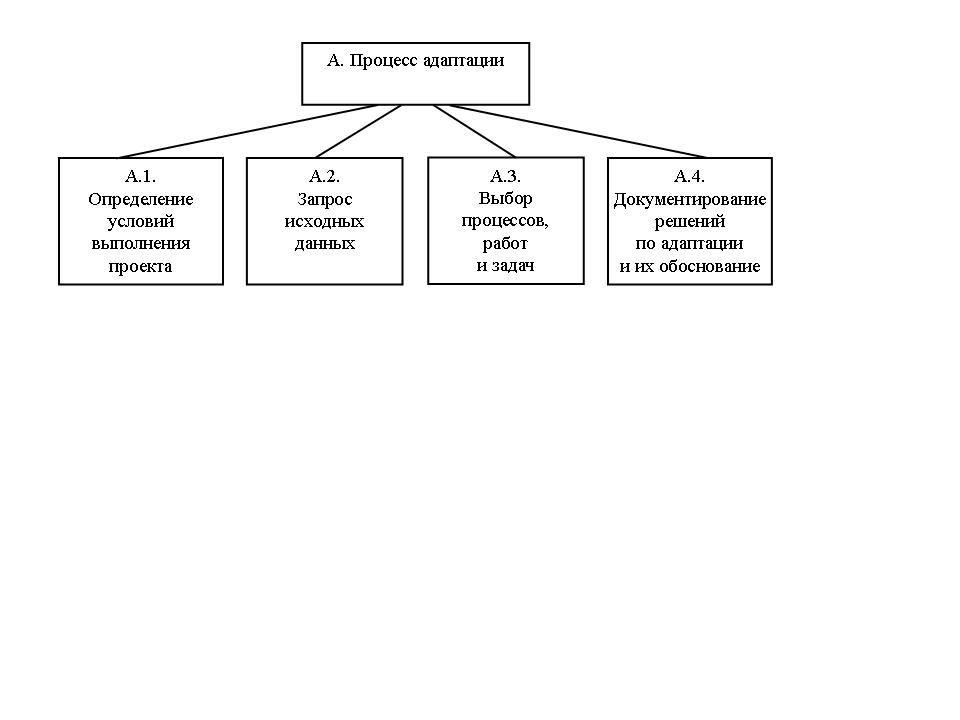 А. Процесс адаптации
А.1.
Определение
условий
выполнения
проекта
А.2.
Запрос
исходных
данных
А.3.
Выбор
процессов,
работ
и задач
А.4.
Документирование
решений
по адаптации
и их обоснование